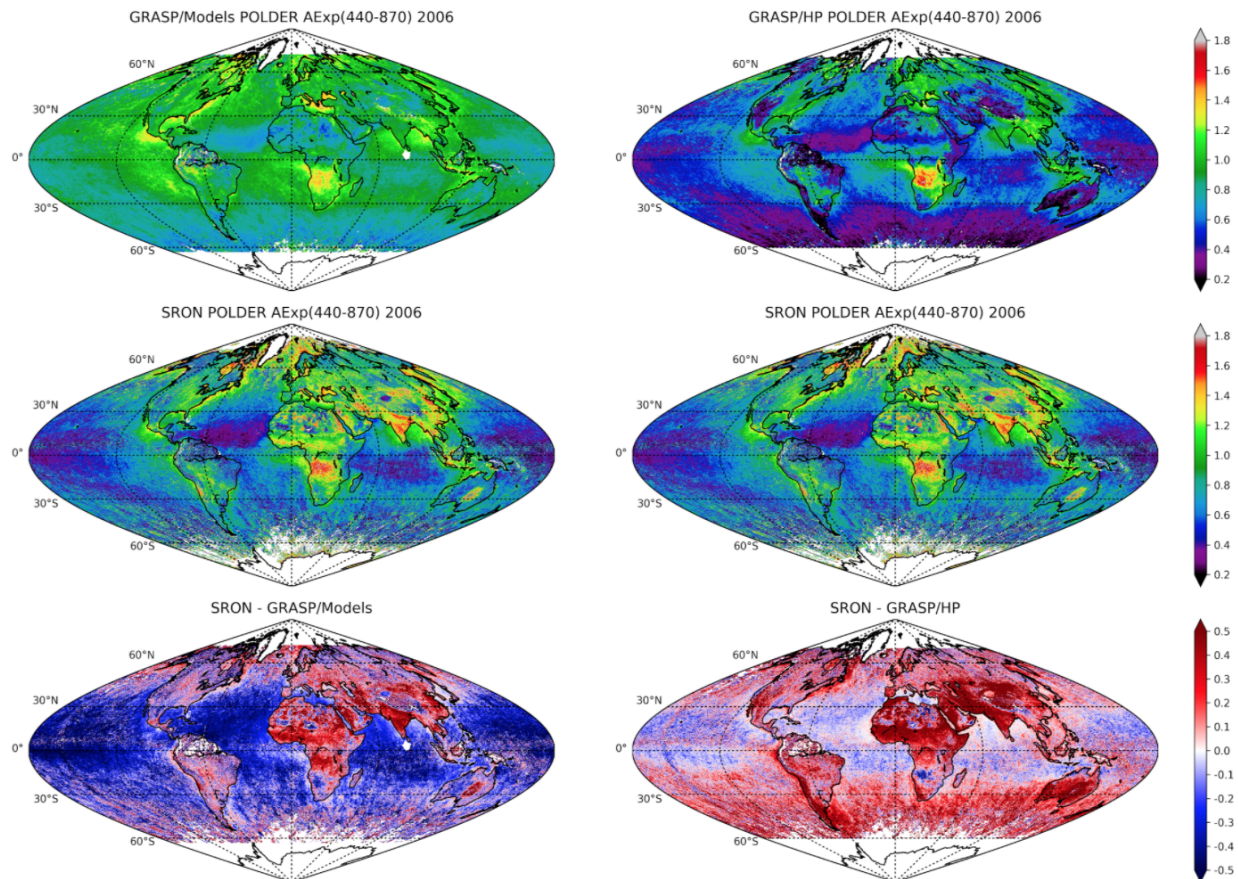 GRASP/Models POLDER AExp(440-870) 2006
60°N
30°N
0°
30°S
60°S
GRASP/HP POLDER AExp(440-870) 2006
60°N
30°N
0°
30°S
60°S
1.8
1.6
1.4
1.2
1.0
0.8
0.6
0.4
0.2
SRON POLDER AExp(440-870) 2006
60°N
30°N
0°
30°S
60°S
SRON POLDER AExp(440-870) 2006
60°N
30°N
0°
30°S
60°S
1.8
1.6
1.4
1.2
1.0
0.8
0.6
0.4
0.2
SRON - GRASP/Models
60°N
30°N
0°
30°S
60°S
SRON - GRASP/HP
60°N
30°N
0°
30°S
60°S
0.5
0.4
0.3
0.2
0.1
0.0
-0.1
-0.2
-0.3
-0.4
-0.5